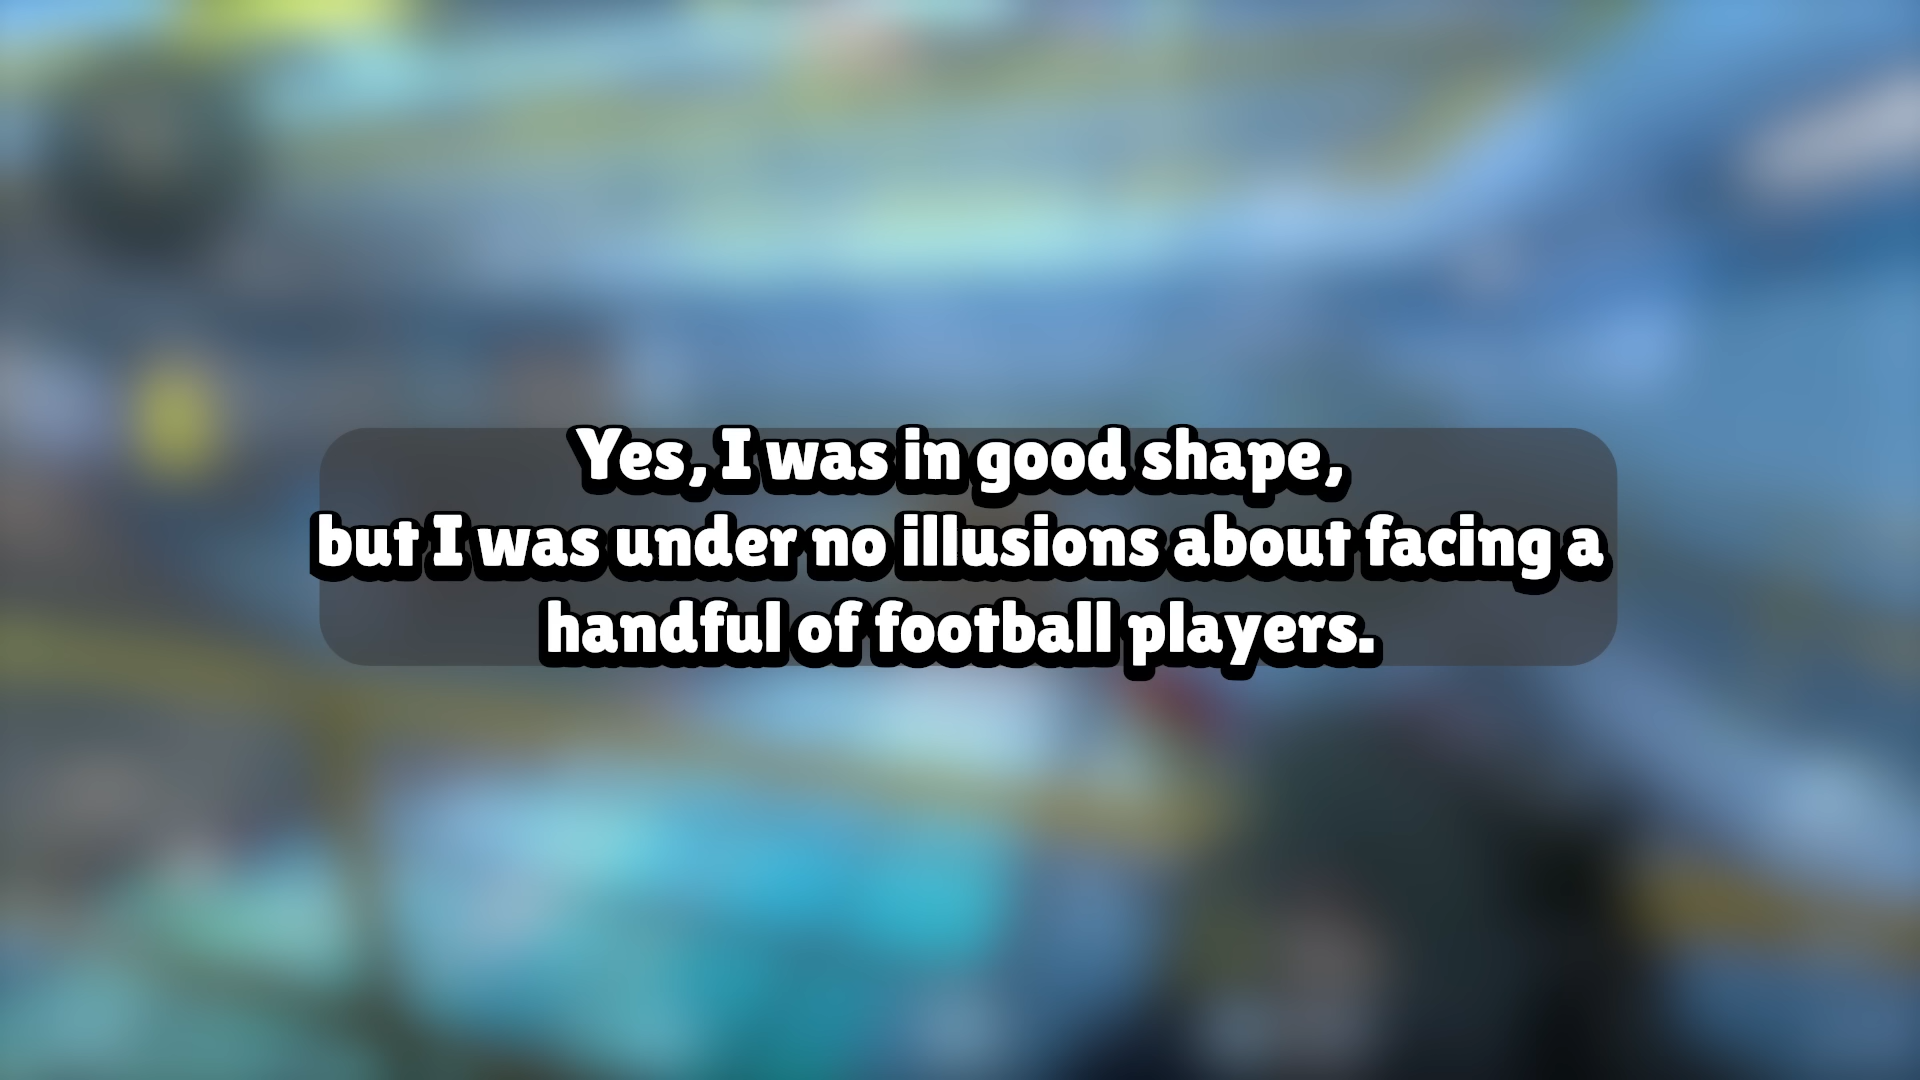 Yes, I was in good shape,
but I was under no illusions about facing a
handful of football players.